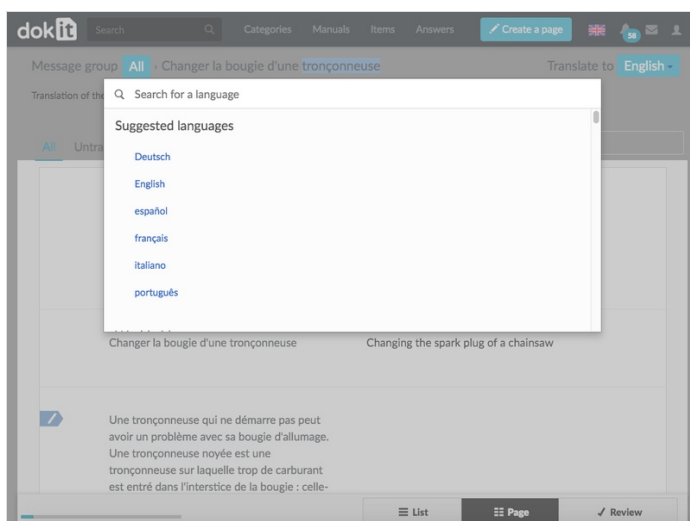 dokit
Search
Categories Manuals Items Answers
Create a page
58
Message group All › Changer la bougie d'une tronçonneuse
Translate to English
Translation of the
Search for a language
Suggested languages
All Untra
Deutsch
English
español
français
italiano
português
Changer la bougie d'une tronçonneuse
Changing the spark plug of a chainsaw
Une tronçonneuse qui ne démarre pas peut
avoir un problème avec sa bougie d'allumage.
Une tronçonneuse noyée est une
tronçonneuse sur laquelle trop de carburant
est entré dans l'interstice de la bougie : celle-
List Page Review